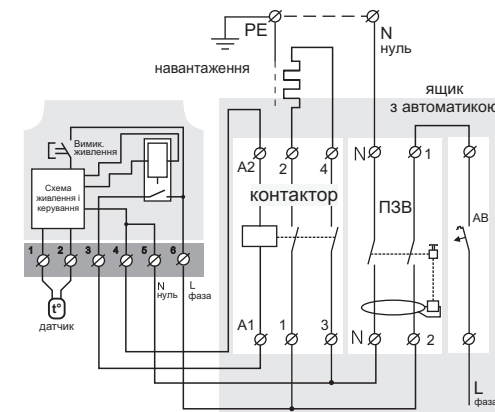 PE
N
нуль
навантаження
ящик
з автоматикою
Вимик.
живлення
A2
2
4
N
1
Схема
живлення і
керування
контактор
ПЗВ
АВ
1
2
3
4
5
6
N
нуль
L
фаза
t°
датчик
A1
1
3
N
2
L
фаза